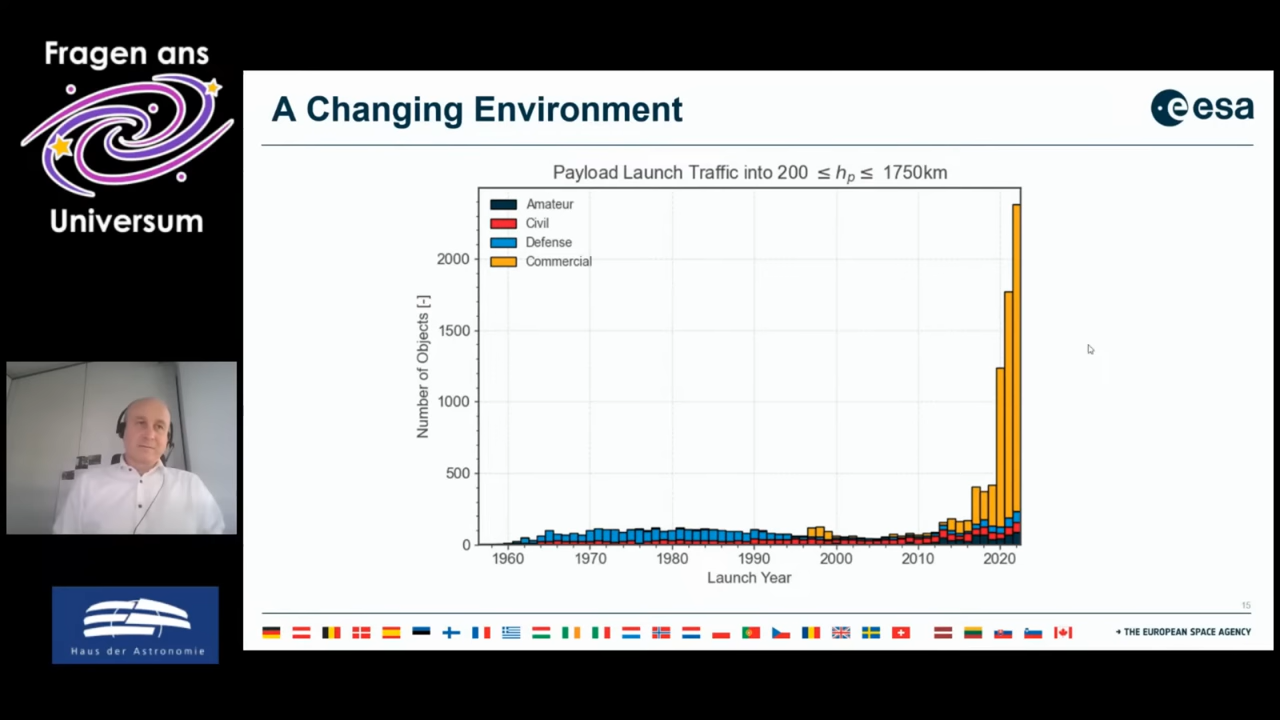 Fragen ans
Universum
A Changing Environment
esa
Payload Launch Traffic into 200 ≤ hₚ ≤ 1750km
Amateur
Civil
Defense
Commercial
Number of Objects [-]
2000
1500
1000
500
0
1960 1970 1980 1990 2000 2010 2020
Launch Year
15
→ THE EUROPEAN SPACE AGENCY
Haus der Astronomie